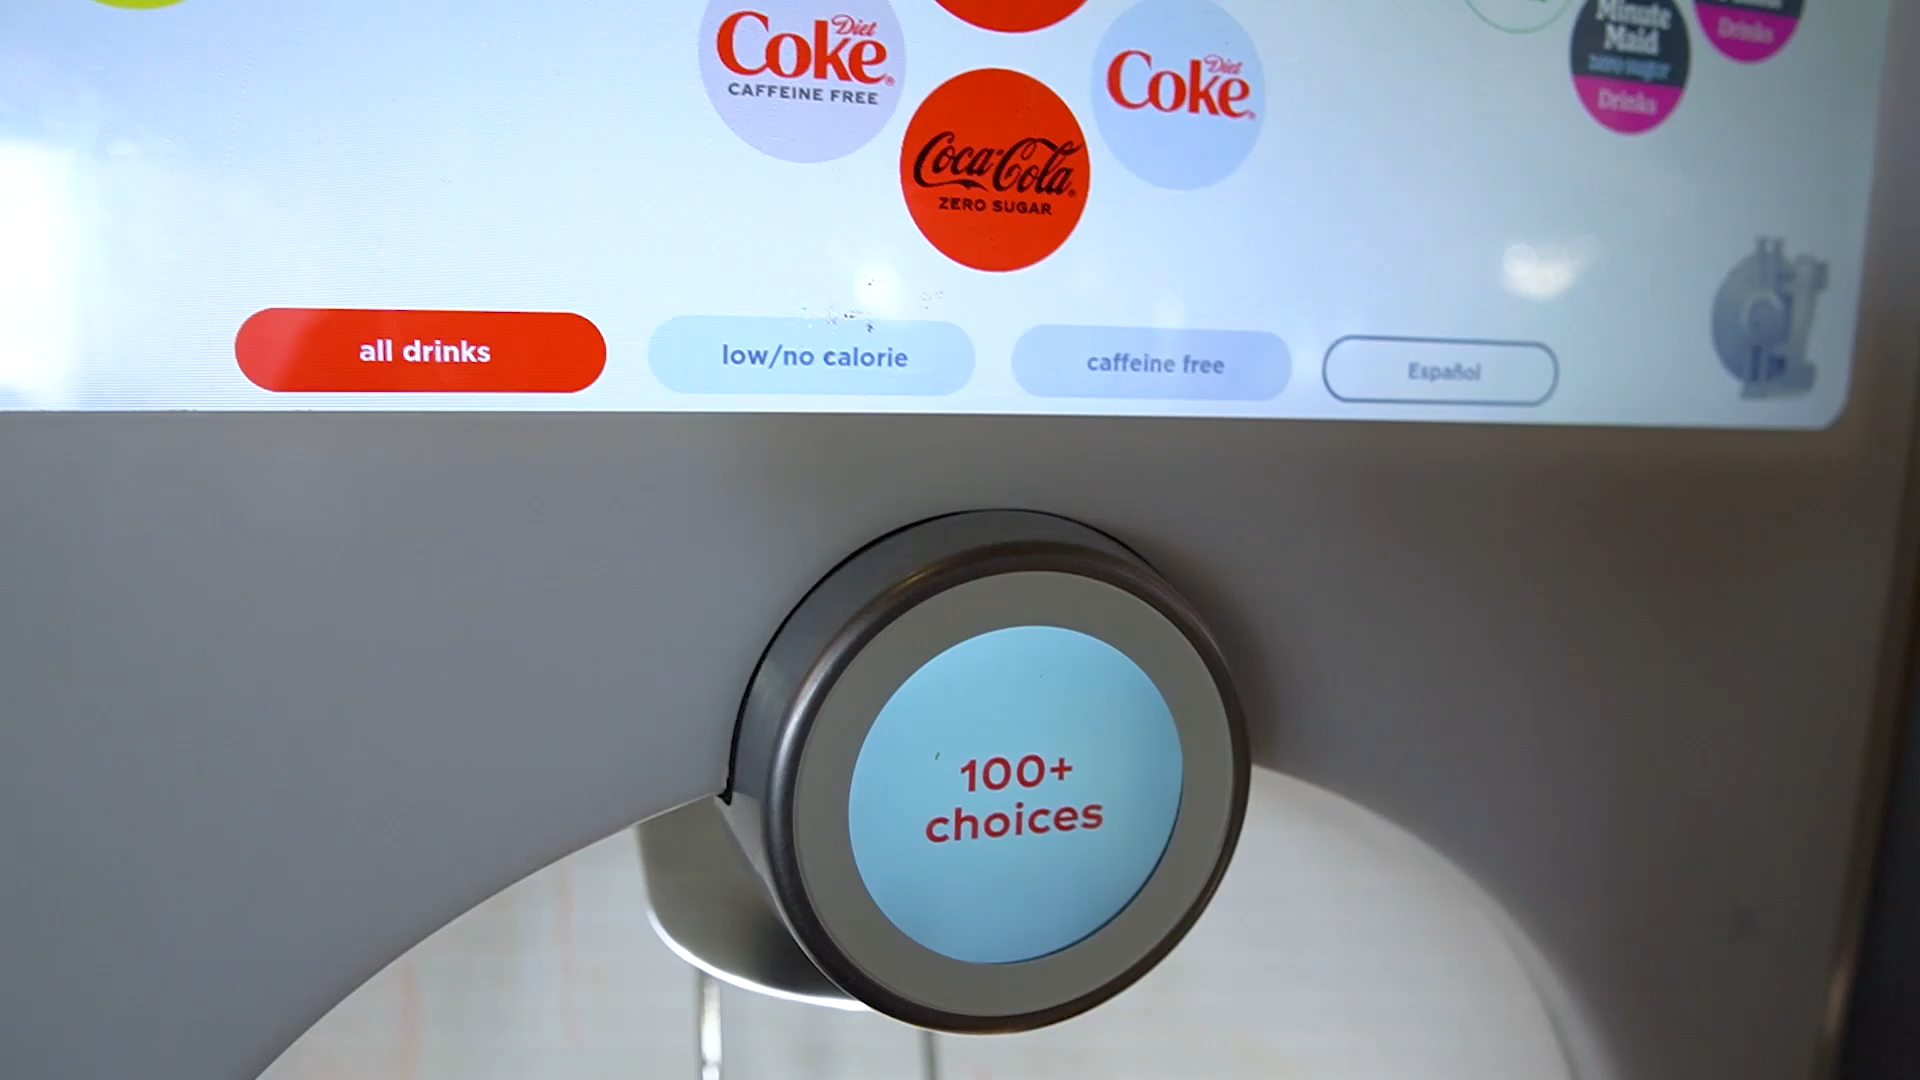 Diet
Coke
CAFFEINE FREE
Diet
Coke
Coca-Cola
ZERO SUGAR
Minute
Maid
zero sugar
Drinks
Drinks
all drinks
low/no calorie
caffeine free
Español
100+
choices